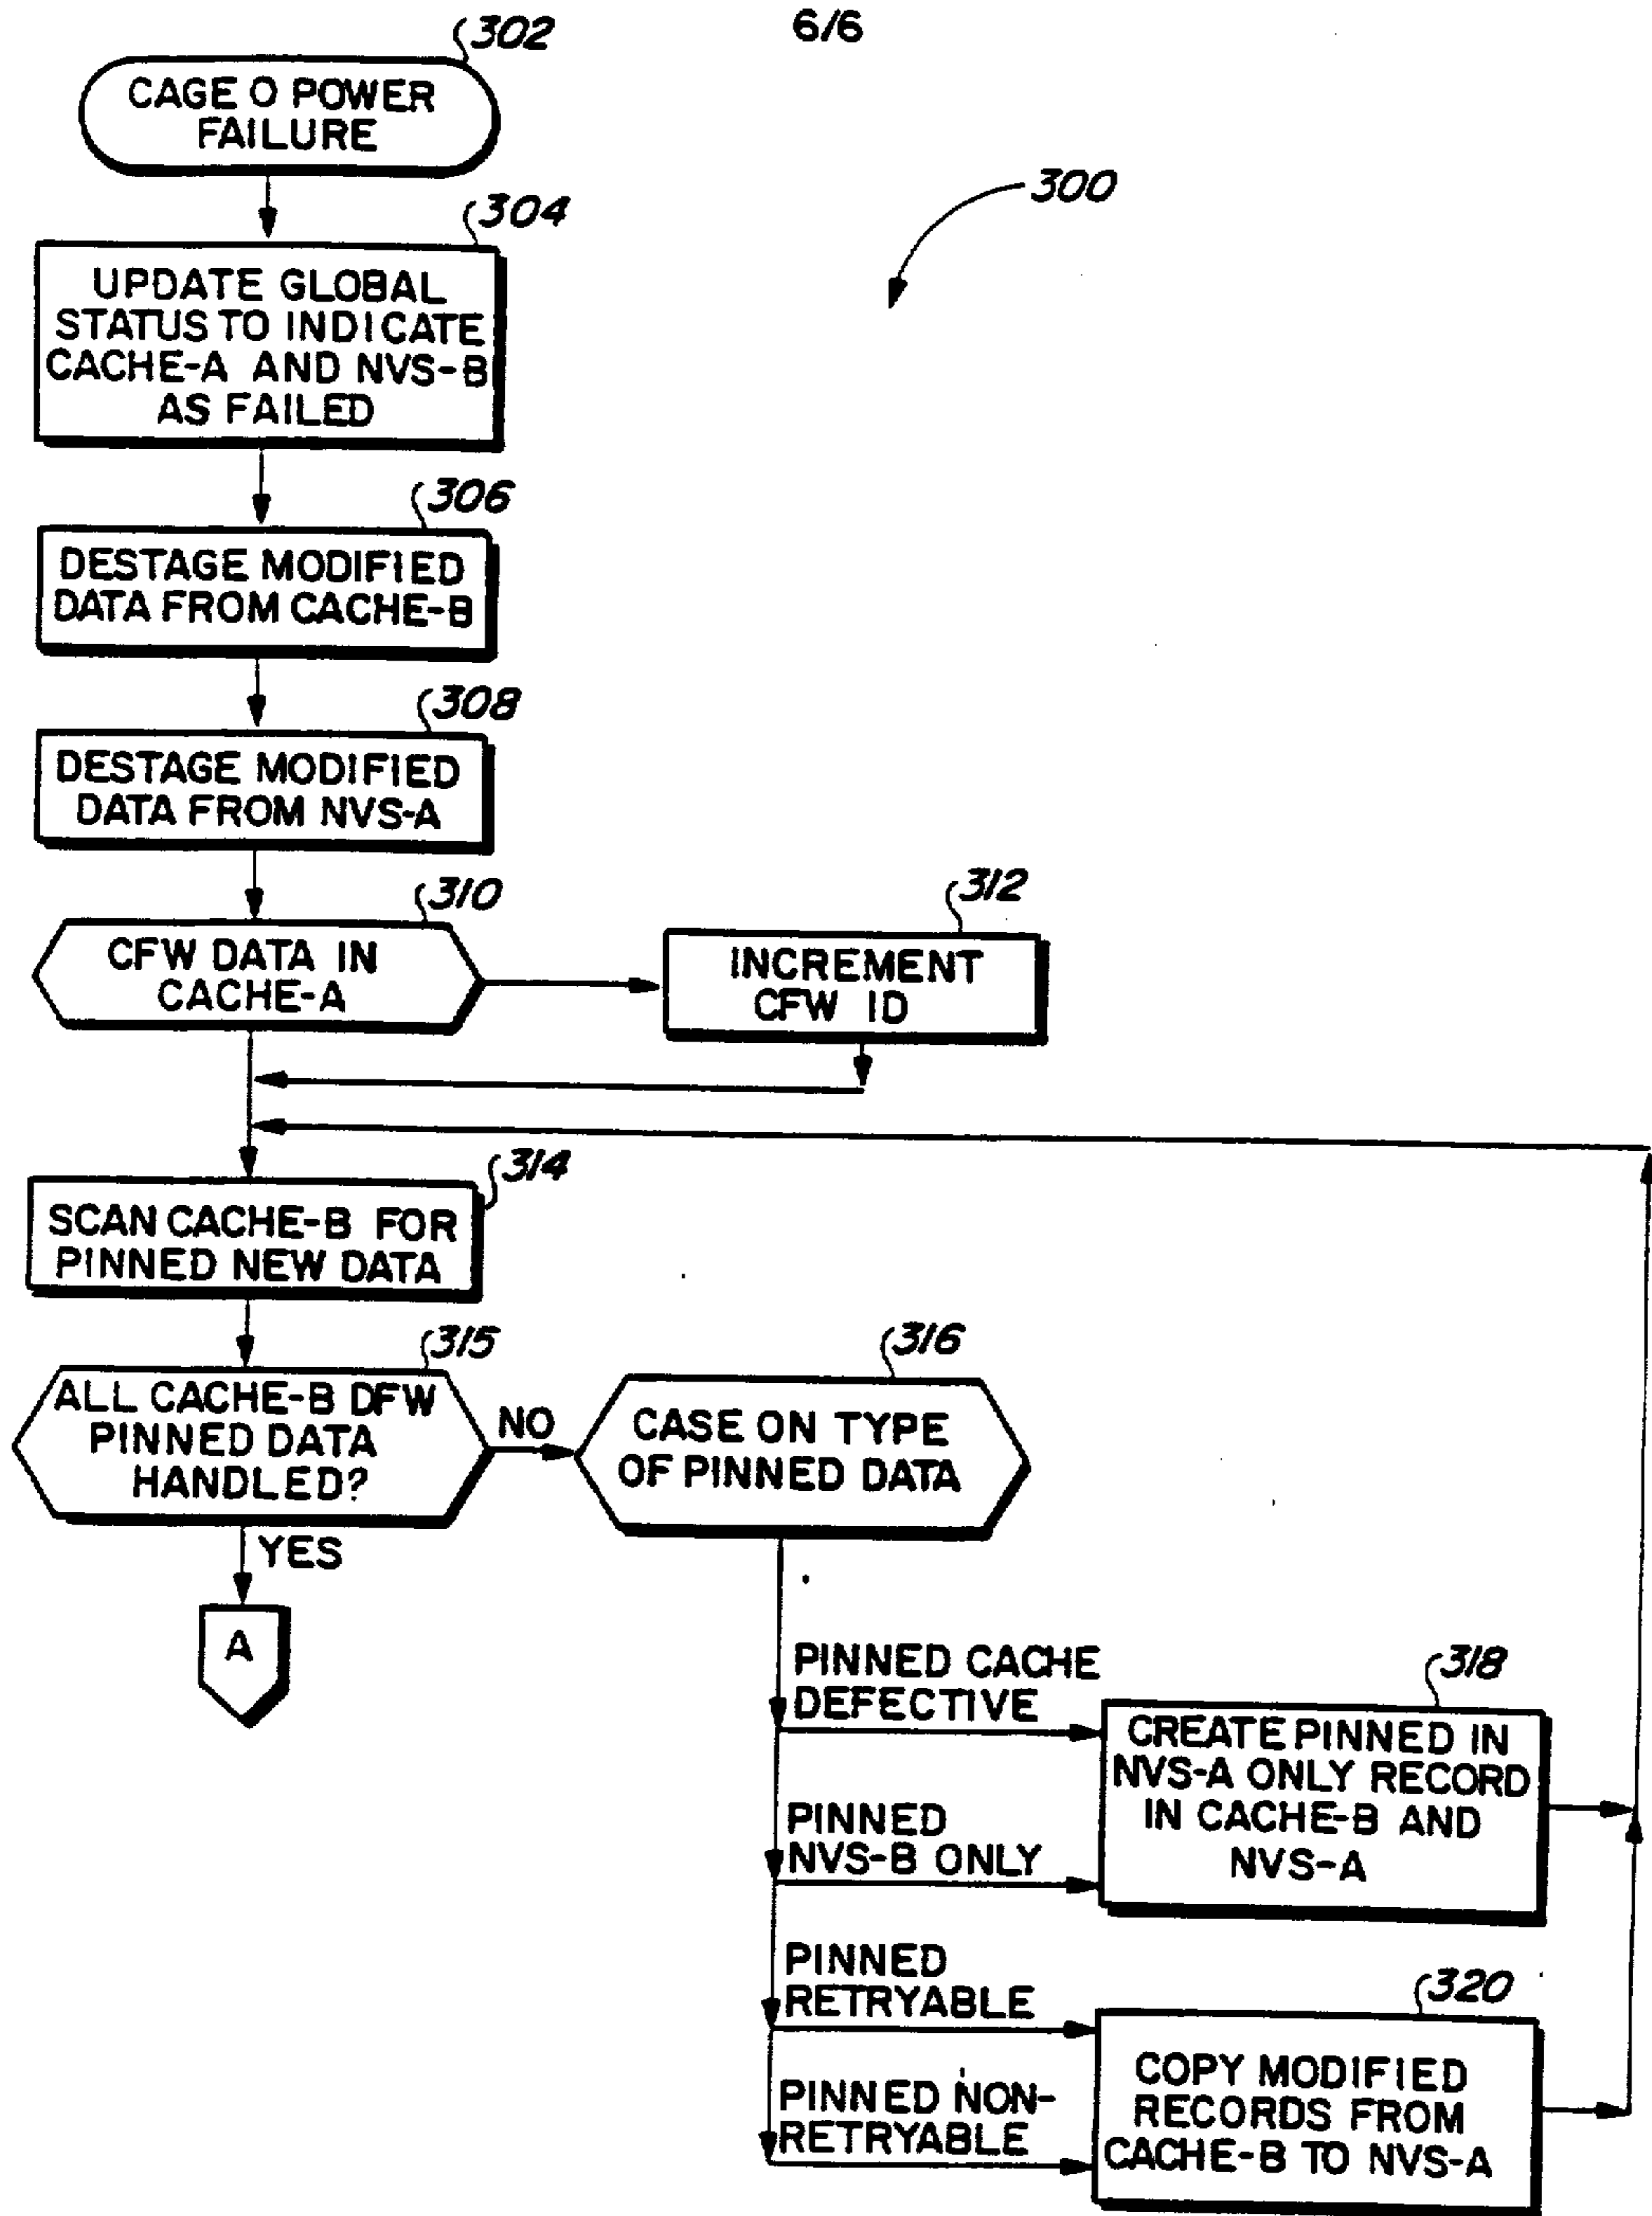 6/6
302
CAGE 0 POWER
FAILURE
300
304
UPDATE GLOBAL
STATUS TO INDICATE
CACHE-A AND NVS-B
AS FAILED
306
DESTAGE MODIFIED
DATA FROM CACHE-B
308
DESTAGE MODIFIED
DATA FROM NVS-A
310
CFW DATA IN
CACHE-A
312
INCREMENT
CFW ID
314
SCAN CACHE-B FOR
PINNED NEW DATA
315
ALL CACHE-B DFW
PINNED DATA
HANDLED?
NO
316
CASE ON TYPE
OF PINNED DATA
YES
A
PINNED CACHE
DEFECTIVE
318
CREATE PINNED IN
NVS-A ONLY RECORD
IN CACHE-B AND
NVS-A
PINNED
NVS-B ONLY
PINNED
RETRYABLE
320
COPY MODIFIED
RECORDS FROM
CACHE-B TO NVS-A
PINNED NON-
RETRYABLE